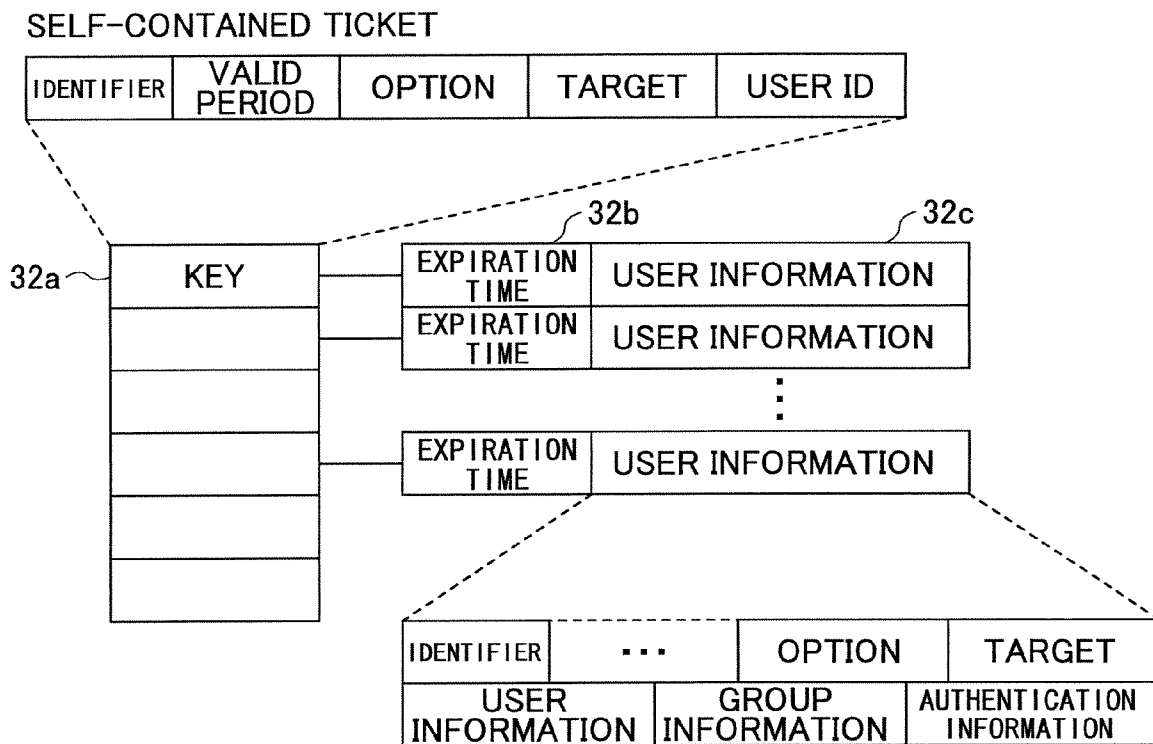 SELF-CONTAINED TICKET
IDENTIFIER VALID PERIOD OPTION TARGET USER ID
32b 32c
32a KEY EXPIRATION TIME USER INFORMATION
EXPIRATION TIME USER INFORMATION
⋮
EXPIRATION TIME USER INFORMATION
IDENTIFIER ... OPTION TARGET
USER INFORMATION GROUP INFORMATION AUTHENTICATION INFORMATION